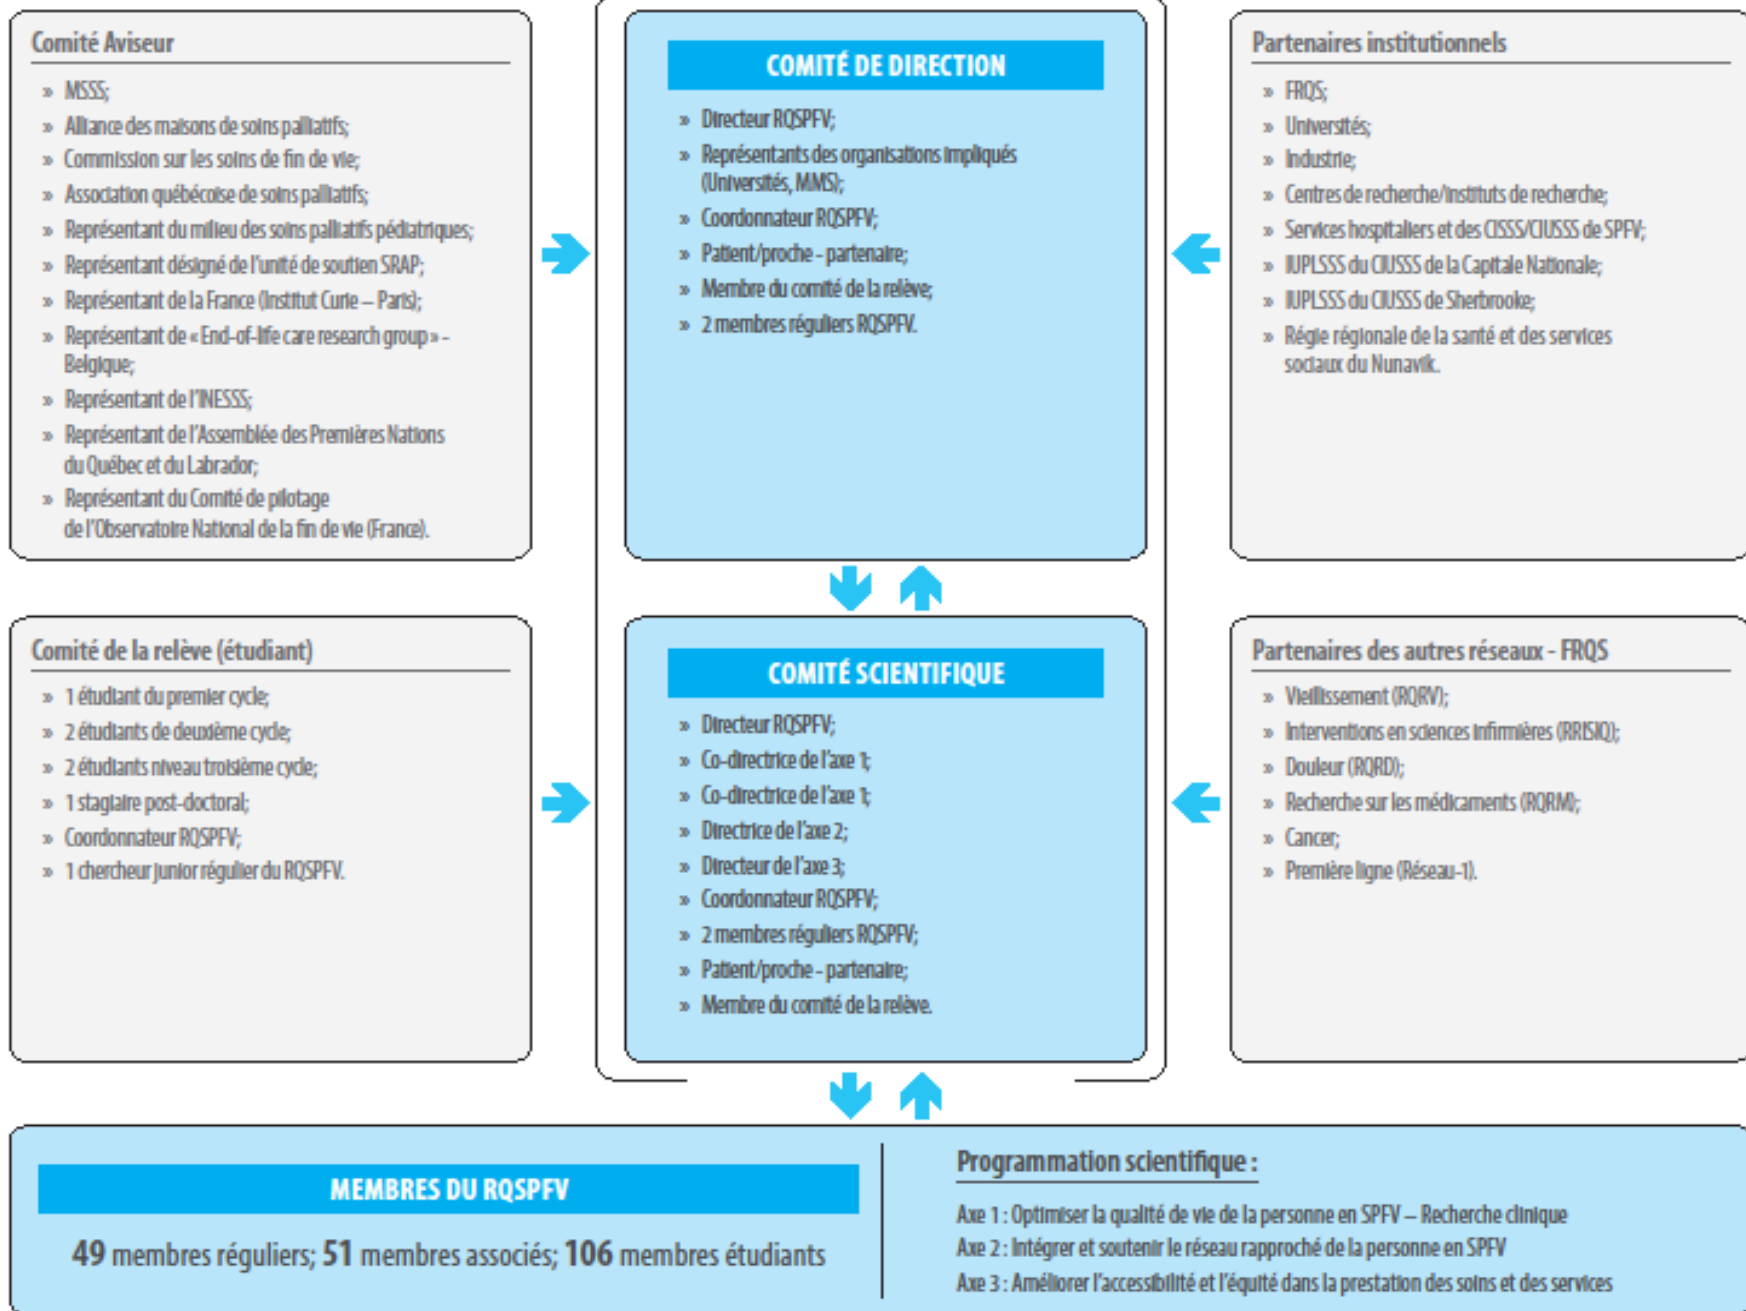 Comité Aviseur
» MSSS;
» Alliance des maisons de soins palliatifs;
» Commission sur les soins de fin de vie;
» Association québécoise de soins palliatifs;
» Représentant du milieu des soins palliatifs pédiatriques;
» Représentant désigné de l'unité de soutien SRAP;
» Représentant de la France (Institut Curie – Paris);
» Représentant de « End-of-life care research group » -
Belgique;
» Représentant de l'INESSS;
» Représentant de l'Assemblée des Premières Nations
du Québec et du Labrador;
» Représentant du Comité de pilotage
de l'Observatoire National de la fin de vie (France).
COMITÉ DE DIRECTION
» Directeur RQSPFV;
» Représentants des organisations impliqués
(Universités, MMS);
» Coordonnateur RQSPFV;
» Patient/proche - partenaire;
» Membre du comité de la relève;
» 2 membres réguliers RQSPFV.
Partenaires institutionnels
» FRQS;
» Universités;
» Industrie;
» Centres de recherche/instituts de recherche;
» Services hospitaliers et des CISSS/CIUSSS de SPFV;
» IUPLSSS du CIUSSS de la Capitale Nationale;
» IUPLSSS du CIUSSS de Sherbrooke;
» Régie régionale de la santé et des services
sociaux du Nunavik.
Comité de la relève (étudiant)
» 1 étudiant du premier cycle;
» 2 étudiants de deuxième cycle;
» 2 étudiants niveau troisième cycle;
» 1 stagiaire post-doctoral;
» Coordonnateur RQSPFV;
» 1 chercheur junior régulier du RQSPFV.
COMITÉ SCIENTIFIQUE
» Directeur RQSPFV;
» Co-directrice de l'axe 1;
» Co-directrice de l'axe 1;
» Directrice de l'axe 2;
» Directeur de l'axe 3;
» Coordonnateur RQSPFV;
» 2 membres réguliers RQSPFV;
» Patient/proche - partenaire;
» Membre du comité de la relève.
Partenaires des autres réseaux - FRQS
» Vieillissement (RQRV);
» Interventions en sciences infirmières (RRISIQ);
» Douleur (RQRD);
» Recherche sur les médicaments (RQRM);
» Cancer;
» Première ligne (Réseau-1).
MEMBRES DU RQSPFV
49 membres réguliers; 51 membres associés; 106 membres étudiants
Programmation scientifique :
Axe 1 : Optimiser la qualité de vie de la personne en SPFV – Recherche clinique
Axe 2 : Intégrer et soutenir le réseau rapproché de la personne en SPFV
Axe 3 : Améliorer l'accessibilité et l'équité dans la prestation des soins et des services